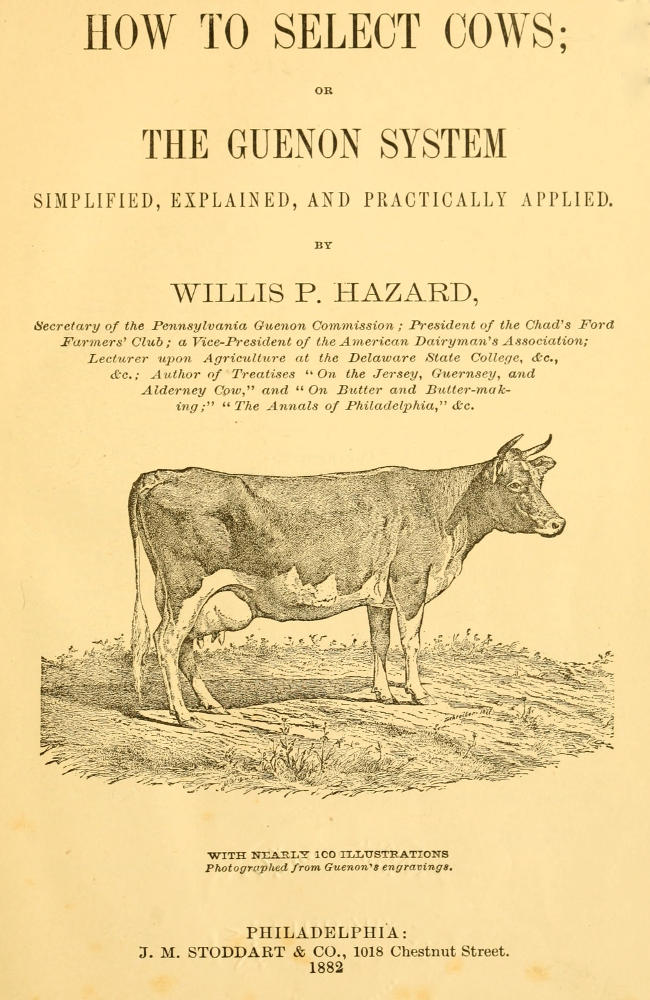 HOW TO SELECT COWS;
OR
THE GUENON SYSTEM
SIMPLIFIED, EXPLAINED, AND PRACTICALLY APPLIED.
BY
WILLIS P. HAZARD,
Secretary of the Pennsylvania Guenon Commission; President of the Chad's Ford
Farmers' Club; a Vice-President of the American Dairyman's Association;
Lecturer upon Agriculture at the Delaware State College, &c.,
&c.; Author of Treatises "On the Jersey, Guernsey, and
Alderney Cow," and "On Butter and Butter-mak-
ing;" "The Annals of Philadelphia," &c.
WITH NEARLY 100 ILLUSTRATIONS
Photographed from Guenon's engravings.
PHILADELPHIA:
J. M. STODDART & CO., 1018 Chestnut Street.
1882